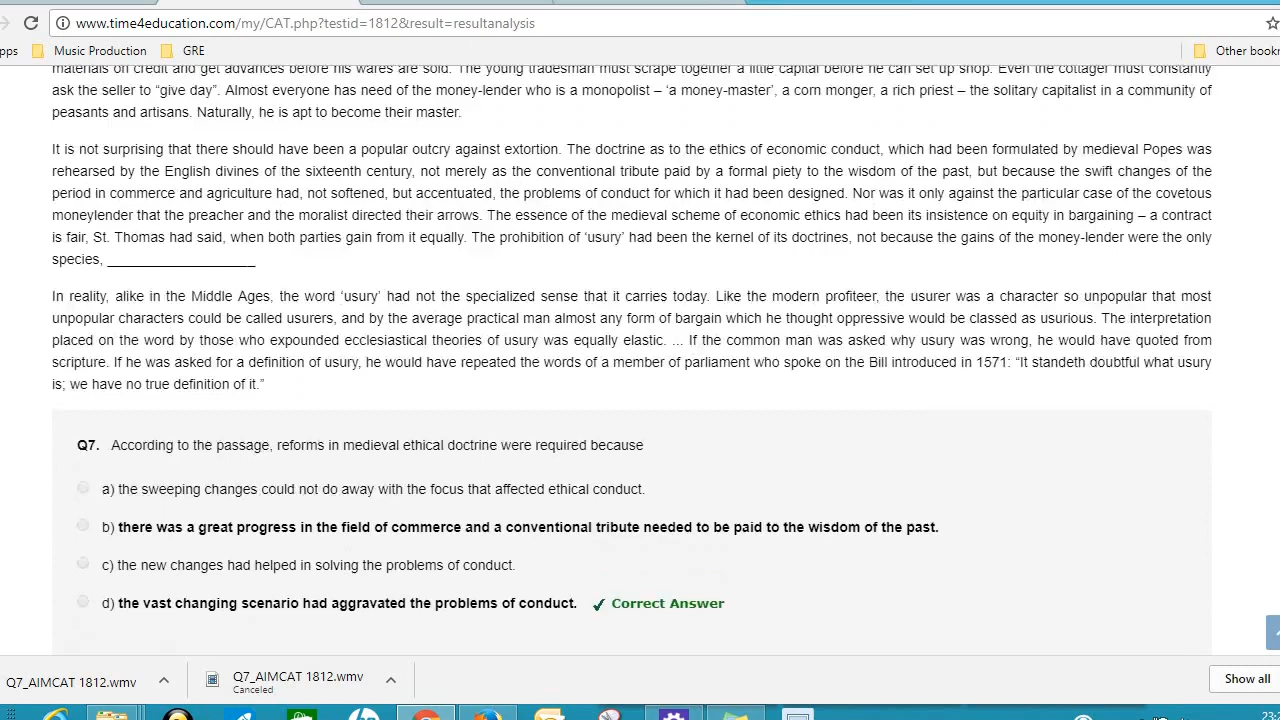 www.time4education.com/my/CAT.php?testid=1812&result=resultanalysis
pps Music Production GRE Other bookr
materials on credit and get advances before his wares are sold. The young tradesman must scrape together a little capital before he can set up shop. Even the cottager must constantly
ask the seller to “give day”. Almost everyone has need of the money-lender who is a monopolist – ‘a money-master’, a corn monger, a rich priest – the solitary capitalist in a community of
peasants and artisans. Naturally, he is apt to become their master.
It is not surprising that there should have been a popular outcry against extortion. The doctrine as to the ethics of economic conduct, which had been formulated by medieval Popes was
rehearsed by the English divines of the sixteenth century, not merely as the conventional tribute paid by a formal piety to the wisdom of the past, but because the swift changes of the
period in commerce and agriculture had, not softened, but accentuated, the problems of conduct for which it had been designed. Nor was it only against the particular case of the covetous
moneylender that the preacher and the moralist directed their arrows. The essence of the medieval scheme of economic ethics had been its insistence on equity in bargaining – a contract
is fair, St. Thomas had said, when both parties gain from it equally. The prohibition of ‘usury’ had been the kernel of its doctrines, not because the gains of the money-lender were the only
species, ___________________
In reality, alike in the Middle Ages, the word ‘usury’ had not the specialized sense that it carries today. Like the modern profiteer, the usurer was a character so unpopular that most
unpopular characters could be called usurers, and by the average practical man almost any form of bargain which he thought oppressive would be classed as usurious. The interpretation
placed on the word by those who expounded ecclesiastical theories of usury was equally elastic. ... If the common man was asked why usury was wrong, he would have quoted from
scripture. If he was asked for a definition of usury, he would have repeated the words of a member of parliament who spoke on the Bill introduced in 1571: “It standeth doubtful what usury
is; we have no true definition of it.”
Q7. According to the passage, reforms in medieval ethical doctrine were required because
a) the sweeping changes could not do away with the focus that affected ethical conduct.
b) there was a great progress in the field of commerce and a conventional tribute needed to be paid to the wisdom of the past.
c) the new changes had helped in solving the problems of conduct.
d) the vast changing scenario had aggravated the problems of conduct. ✓ Correct Answer
Q7_AIMCAT 1812.wmv
Q7_AIMCAT 1812.wmv
Canceled
Show all